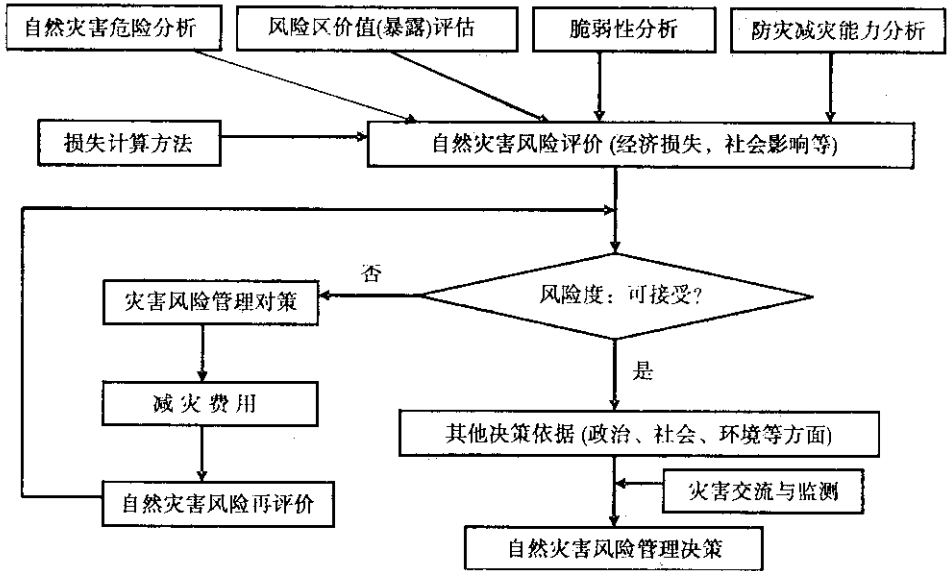 自然灾害危险分析
风险区价值(暴露)评估
脆弱性分析
防灾减灾能力分析
损失计算方法
自然灾害风险评价 (经济损失，社会影响等)
否
灾害风险管理对策
风险度：可接受?
是
减 灾 费 用
其他决策依据 (政治、社会、环境等方面)
自然灾害风险再评价
灾害交流与监测
自然灾害风险管理决策